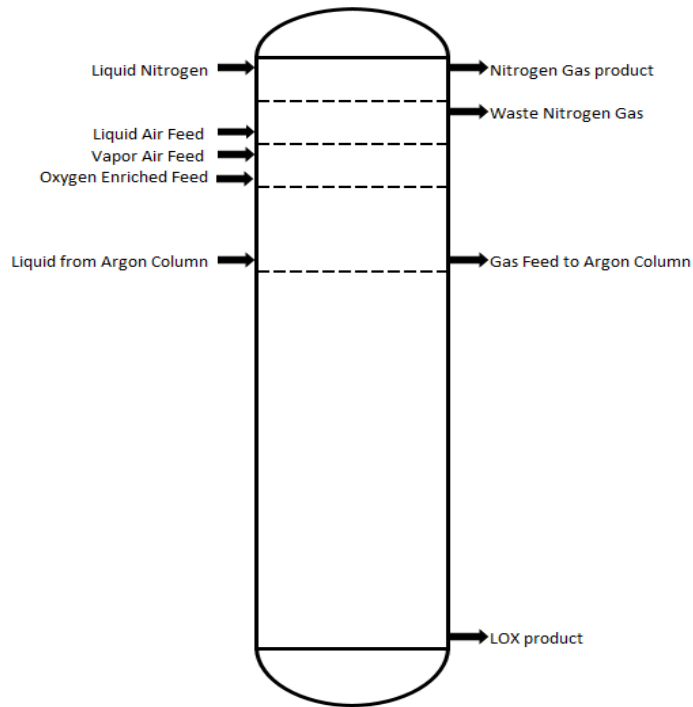 Liquid Nitrogen
Nitrogen Gas product
Waste Nitrogen Gas
Liquid Air Feed
Vapor Air Feed
Oxygen Enriched Feed
Liquid from Argon Column
Gas Feed to Argon Column
LOX product